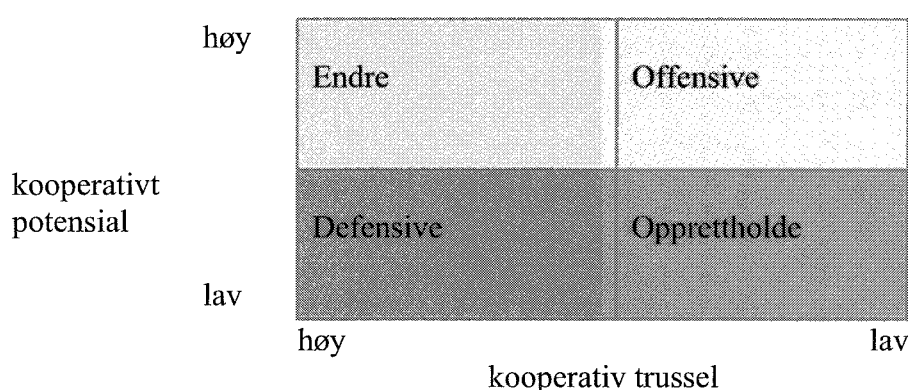 høy
Endre
Offensive
kooperativt
potensial
Defensive
Opprettholde
lav
høy
lav
kooperativ trussel